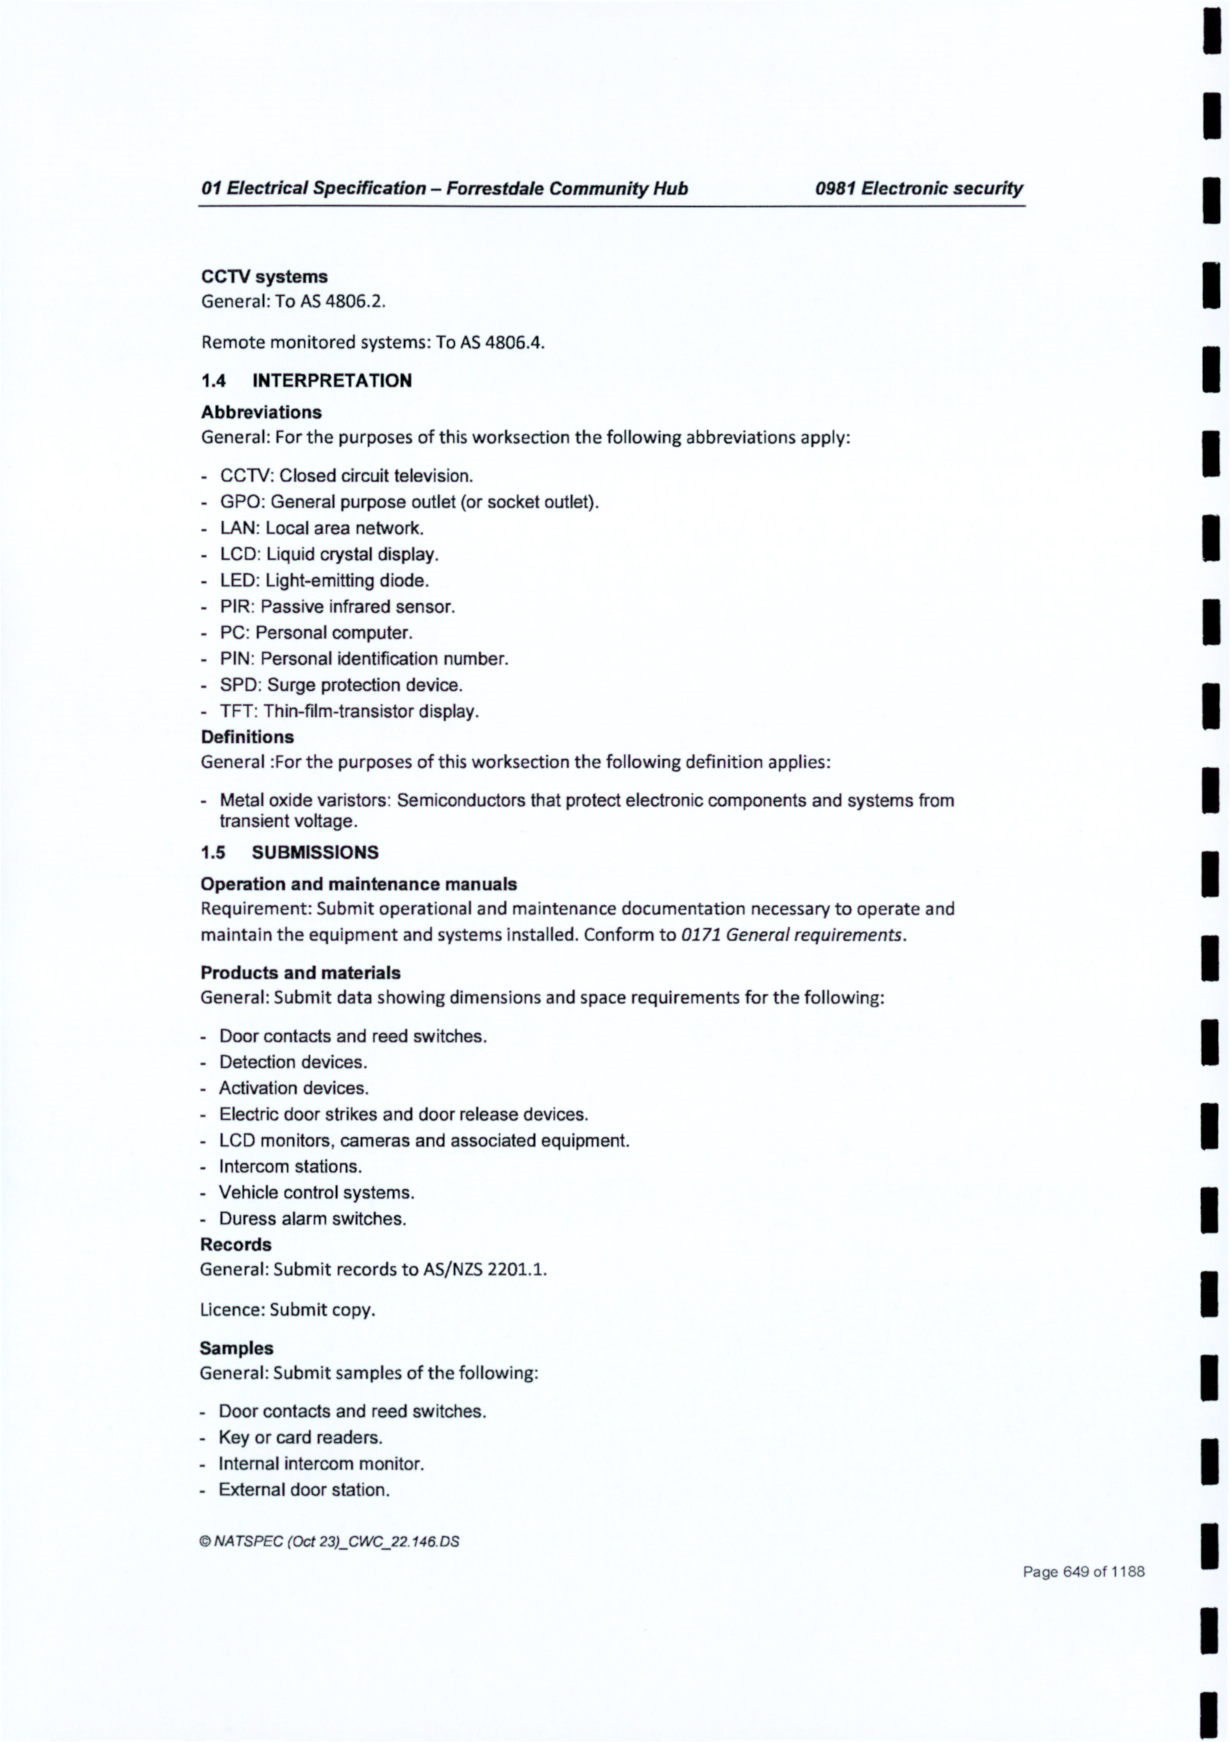 01 Electrical Specification – Forrestdale Community Hub 0981 Electronic security
CCTV systems
General: To AS 4806.2.
Remote monitored systems: To AS 4806.4.
1.4 INTERPRETATION
Abbreviations
General: For the purposes of this worksection the following abbreviations apply:
- CCTV: Closed circuit television.
- GPO: General purpose outlet (or socket outlet).
- LAN: Local area network.
- LCD: Liquid crystal display.
- LED: Light-emitting diode.
- PIR: Passive infrared sensor.
- PC: Personal computer.
- PIN: Personal identification number.
- SPD: Surge protection device.
- TFT: Thin-film-transistor display.
Definitions
General :For the purposes of this worksection the following definition applies:
- Metal oxide varistors: Semiconductors that protect electronic components and systems from
transient voltage.
1.5 SUBMISSIONS
Operation and maintenance manuals
Requirement: Submit operational and maintenance documentation necessary to operate and
maintain the equipment and systems installed. Conform to 0171 General requirements.
Products and materials
General: Submit data showing dimensions and space requirements for the following:
- Door contacts and reed switches.
- Detection devices.
- Activation devices.
- Electric door strikes and door release devices.
- LCD monitors, cameras and associated equipment.
- Intercom stations.
- Vehicle control systems.
- Duress alarm switches.
Records
General: Submit records to AS/NZS 2201.1.
Licence: Submit copy.
Samples
General: Submit samples of the following:
- Door contacts and reed switches.
- Key or card readers.
- Internal intercom monitor.
- External door station.
© NATSPEC (Oct 23)_CWC_22.146.DS
Page 649 of 1188